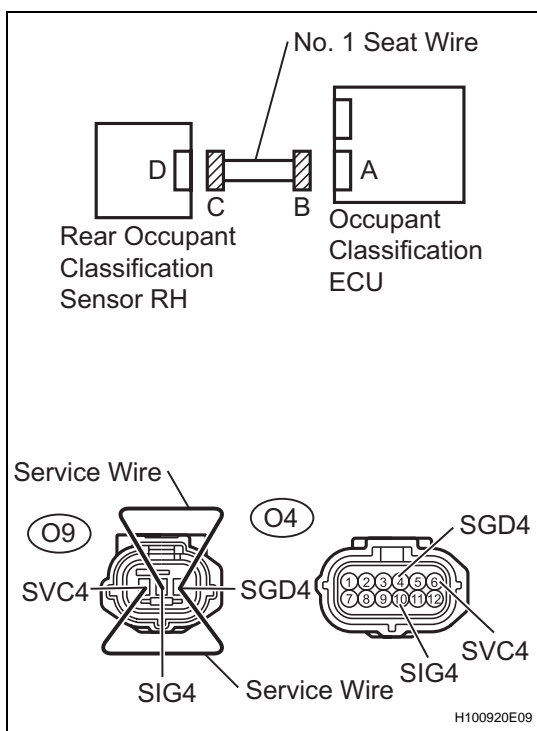 No. 1 Seat Wire
D
A
C
B
Rear Occupant
Classification
Sensor RH
Occupant
Classification
ECU
Service Wire
O9
O4
SGD4
SVC4
SGD4
1 2 3 4 5 6
7 8 9 10 11 12
SVC4
SIG4
SIG4
Service Wire
H100920E09